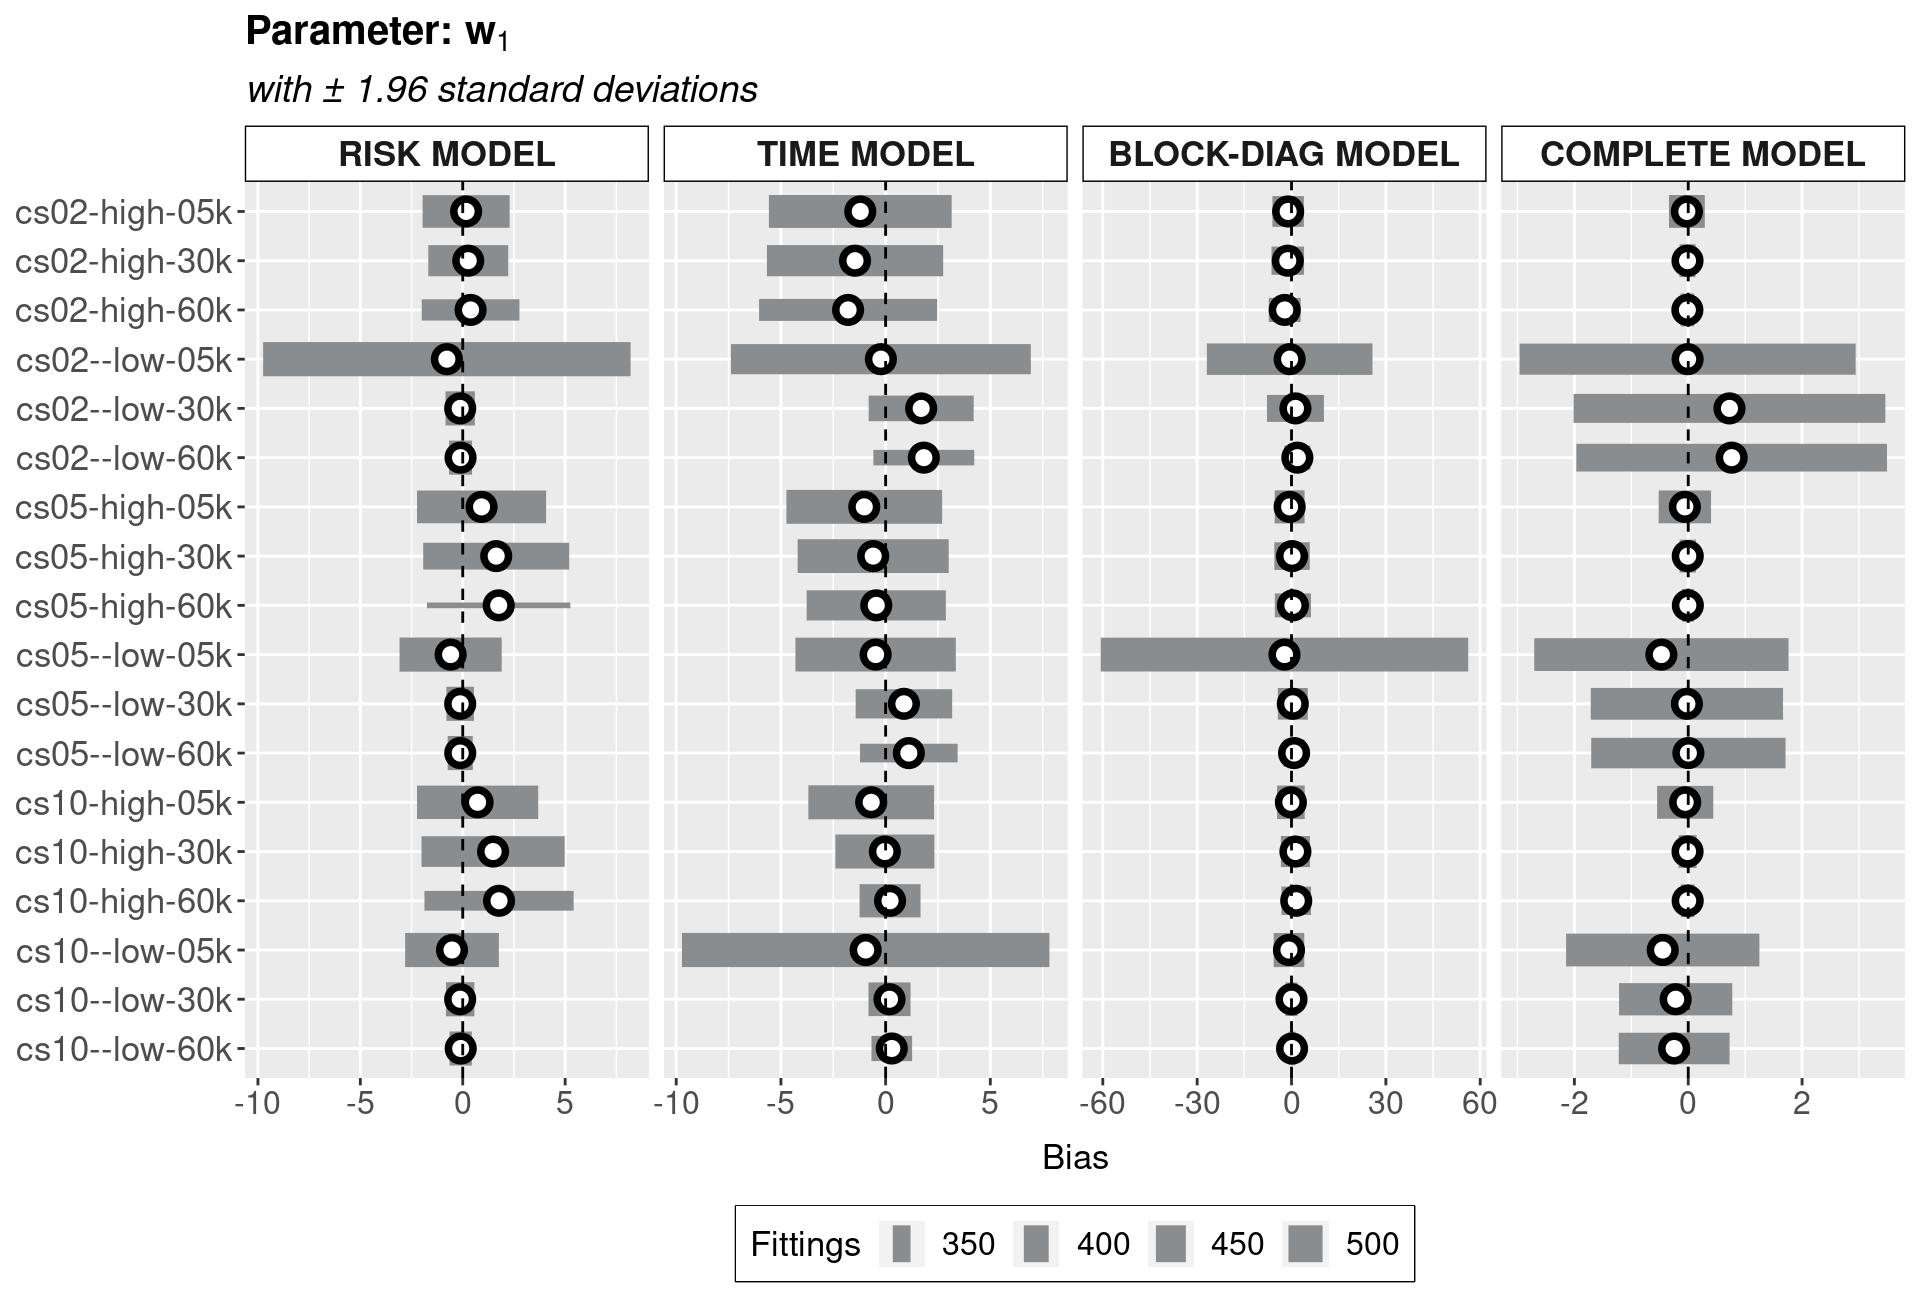 Parameter: w₁
with ± 1.96 standard deviations
RISK MODEL TIME MODEL BLOCK-DIAG MODEL COMPLETE MODEL
cs02-high-05k
cs02-high-30k
cs02-high-60k
cs02--low-05k
cs02--low-30k
cs02--low-60k
cs05-high-05k
cs05-high-30k
cs05-high-60k
cs05--low-05k
cs05--low-30k
cs05--low-60k
cs10-high-05k
cs10-high-30k
cs10-high-60k
cs10--low-05k
cs10--low-30k
cs10--low-60k
-10 -5 0 5 -10 -5 0 5 -60 -30 0 30 60 -2 0 2
Bias
Fittings 350 400 450 500